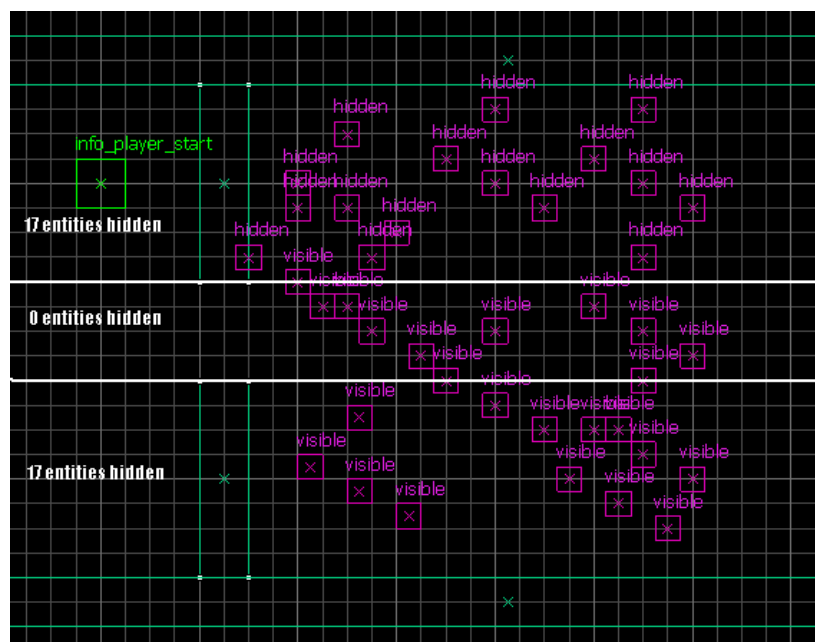 hidden hidden
hidden
hidden hidden
info_player_start
hidden hidden hidden
hidden hidden hidden hidden
hidden
17 entities hidden
hidden hidden hidden
visible
visible visible visible
visible visible visible
0 entities hidden
visible visible
visible visible
visible
visible
visible visible visible
visible
visible
visible visible
visible
17 entities hidden
visible
visible
visible